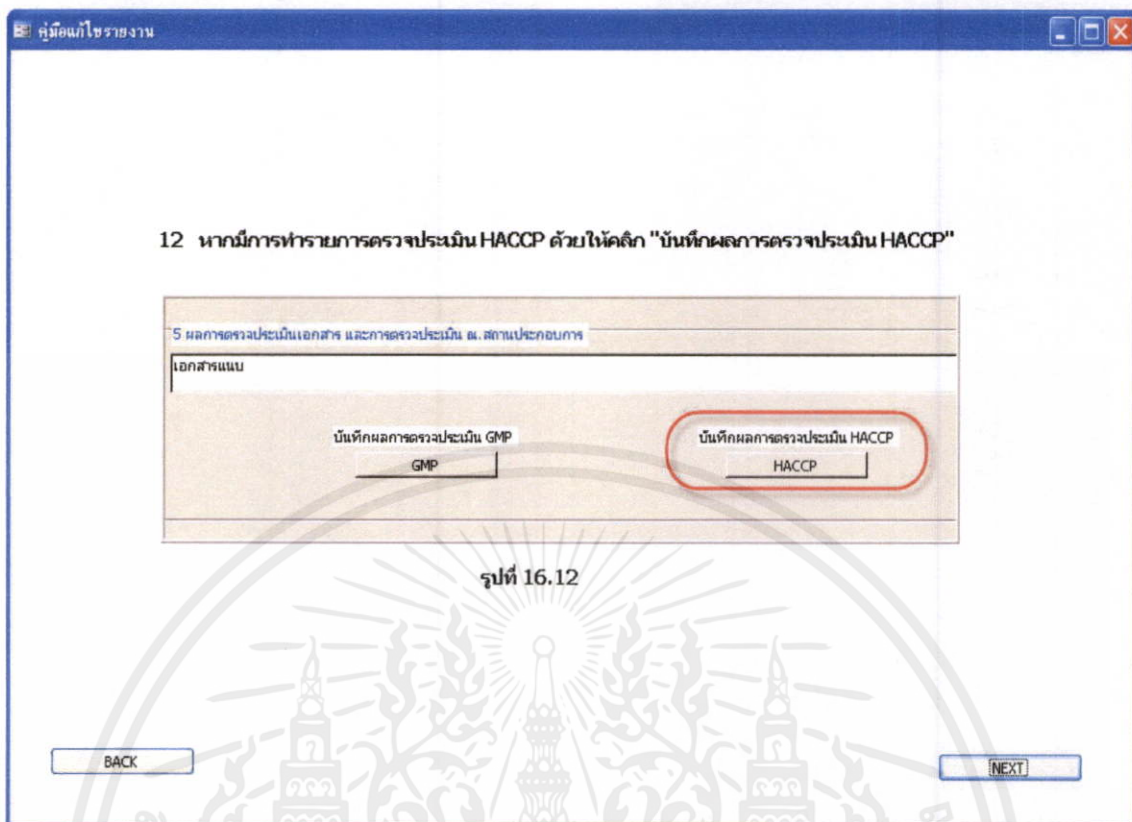 คู่มือแก้ไขรายงาน
12 หากมีการทำรายการตรวจประเมิน HACCP ด้วยให้คลิก "บันทึกผลการตรวจประเมิน HACCP"
5 ผลการตรวจประเมินเอกสาร และการตรวจประเมิน ณ. สถานประกอบการ
เอกสารแนบ
บันทึกผลการตรวจประเมิน GMP
บันทึกผลการตรวจประเมิน HACCP
GMP
HACCP
รูปที่ 16.12
BACK
NEXT